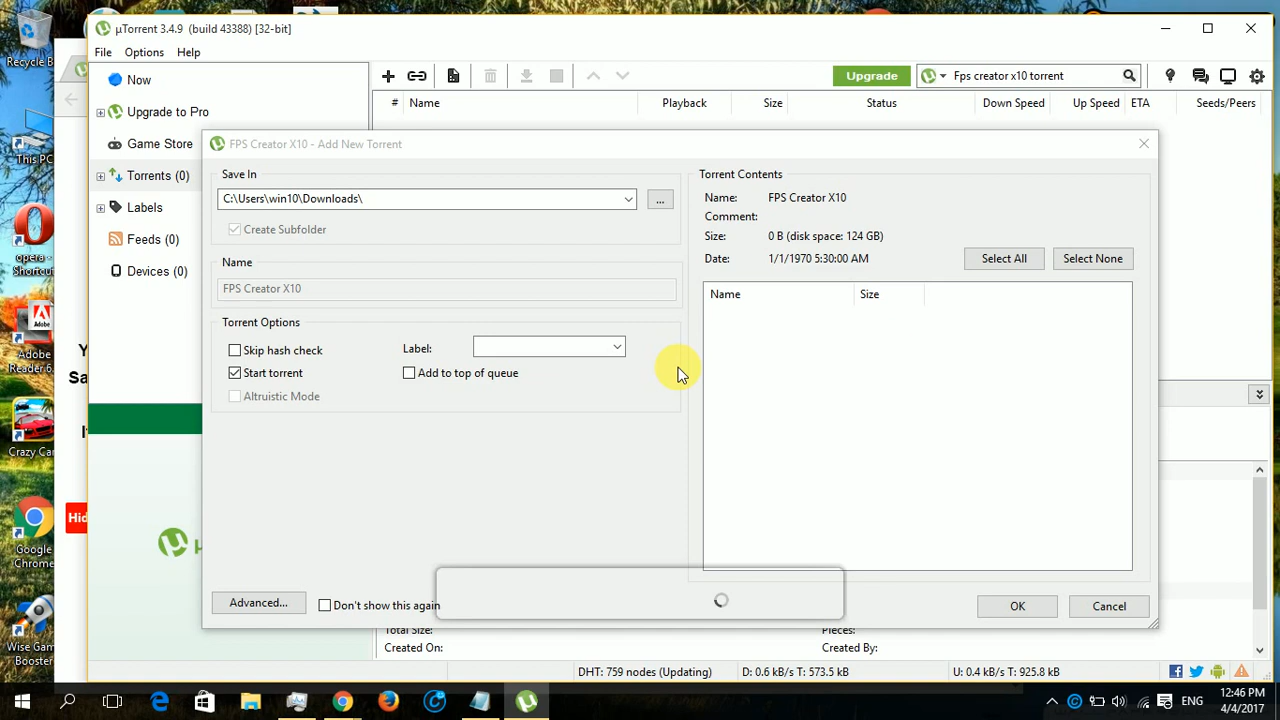 µTorrent 3.4.9 (build 43388) [32-bit]
File Options Help
Recycle Bin
Now
Upgrade to Pro
Game Store
Torrents (0)
Labels
Feeds (0)
Devices (0)
Upgrade
Fps creator x10 torrent
# Name Playback Size Status Down Speed Up Speed ETA Seeds/Peers
This PC
opera - Shortcut
Adobe
Adobe Reader 6...
Crazy Car
Google Chrome
Wise Game Booster
Hid
FPS Creator X10 - Add New Torrent
Save In
C:\Users\win10\Downloads\
...
Create Subfolder
Name
FPS Creator X10
Torrent Options
Skip hash check
Label:
Start torrent
Add to top of queue
Altruistic Mode
Torrent Contents
Name: FPS Creator X10
Comment:
Size: 0 B (disk space: 124 GB)
Date: 1/1/1970 5:30:00 AM
Select All
Select None
Name Size
Advanced...
Don't show this again
OK
Cancel
Total Size:
Pieces:
Created On:
Created By:
DHT: 759 nodes (Updating)
D: 0.6 kB/s T: 573.5 kB
U: 0.4 kB/s T: 925.8 kB
ENG
12:46 PM
4/4/2017